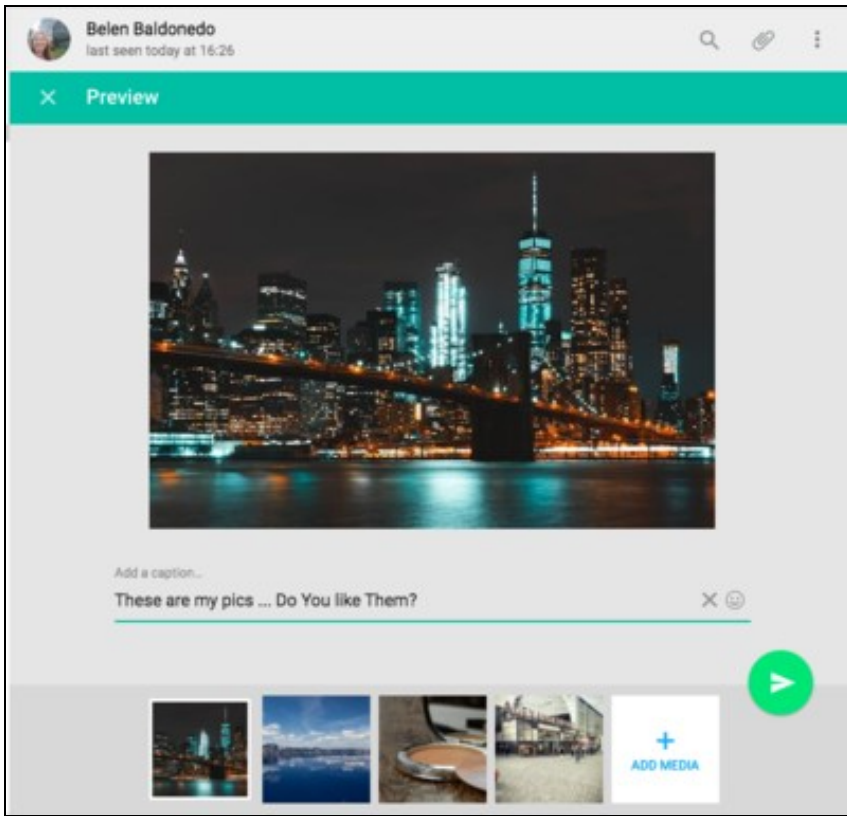 Belen Baldonedo
last seen today at 16:26
Preview
Add a caption...
These are my pics ... Do You like Them?
ADD MEDIA